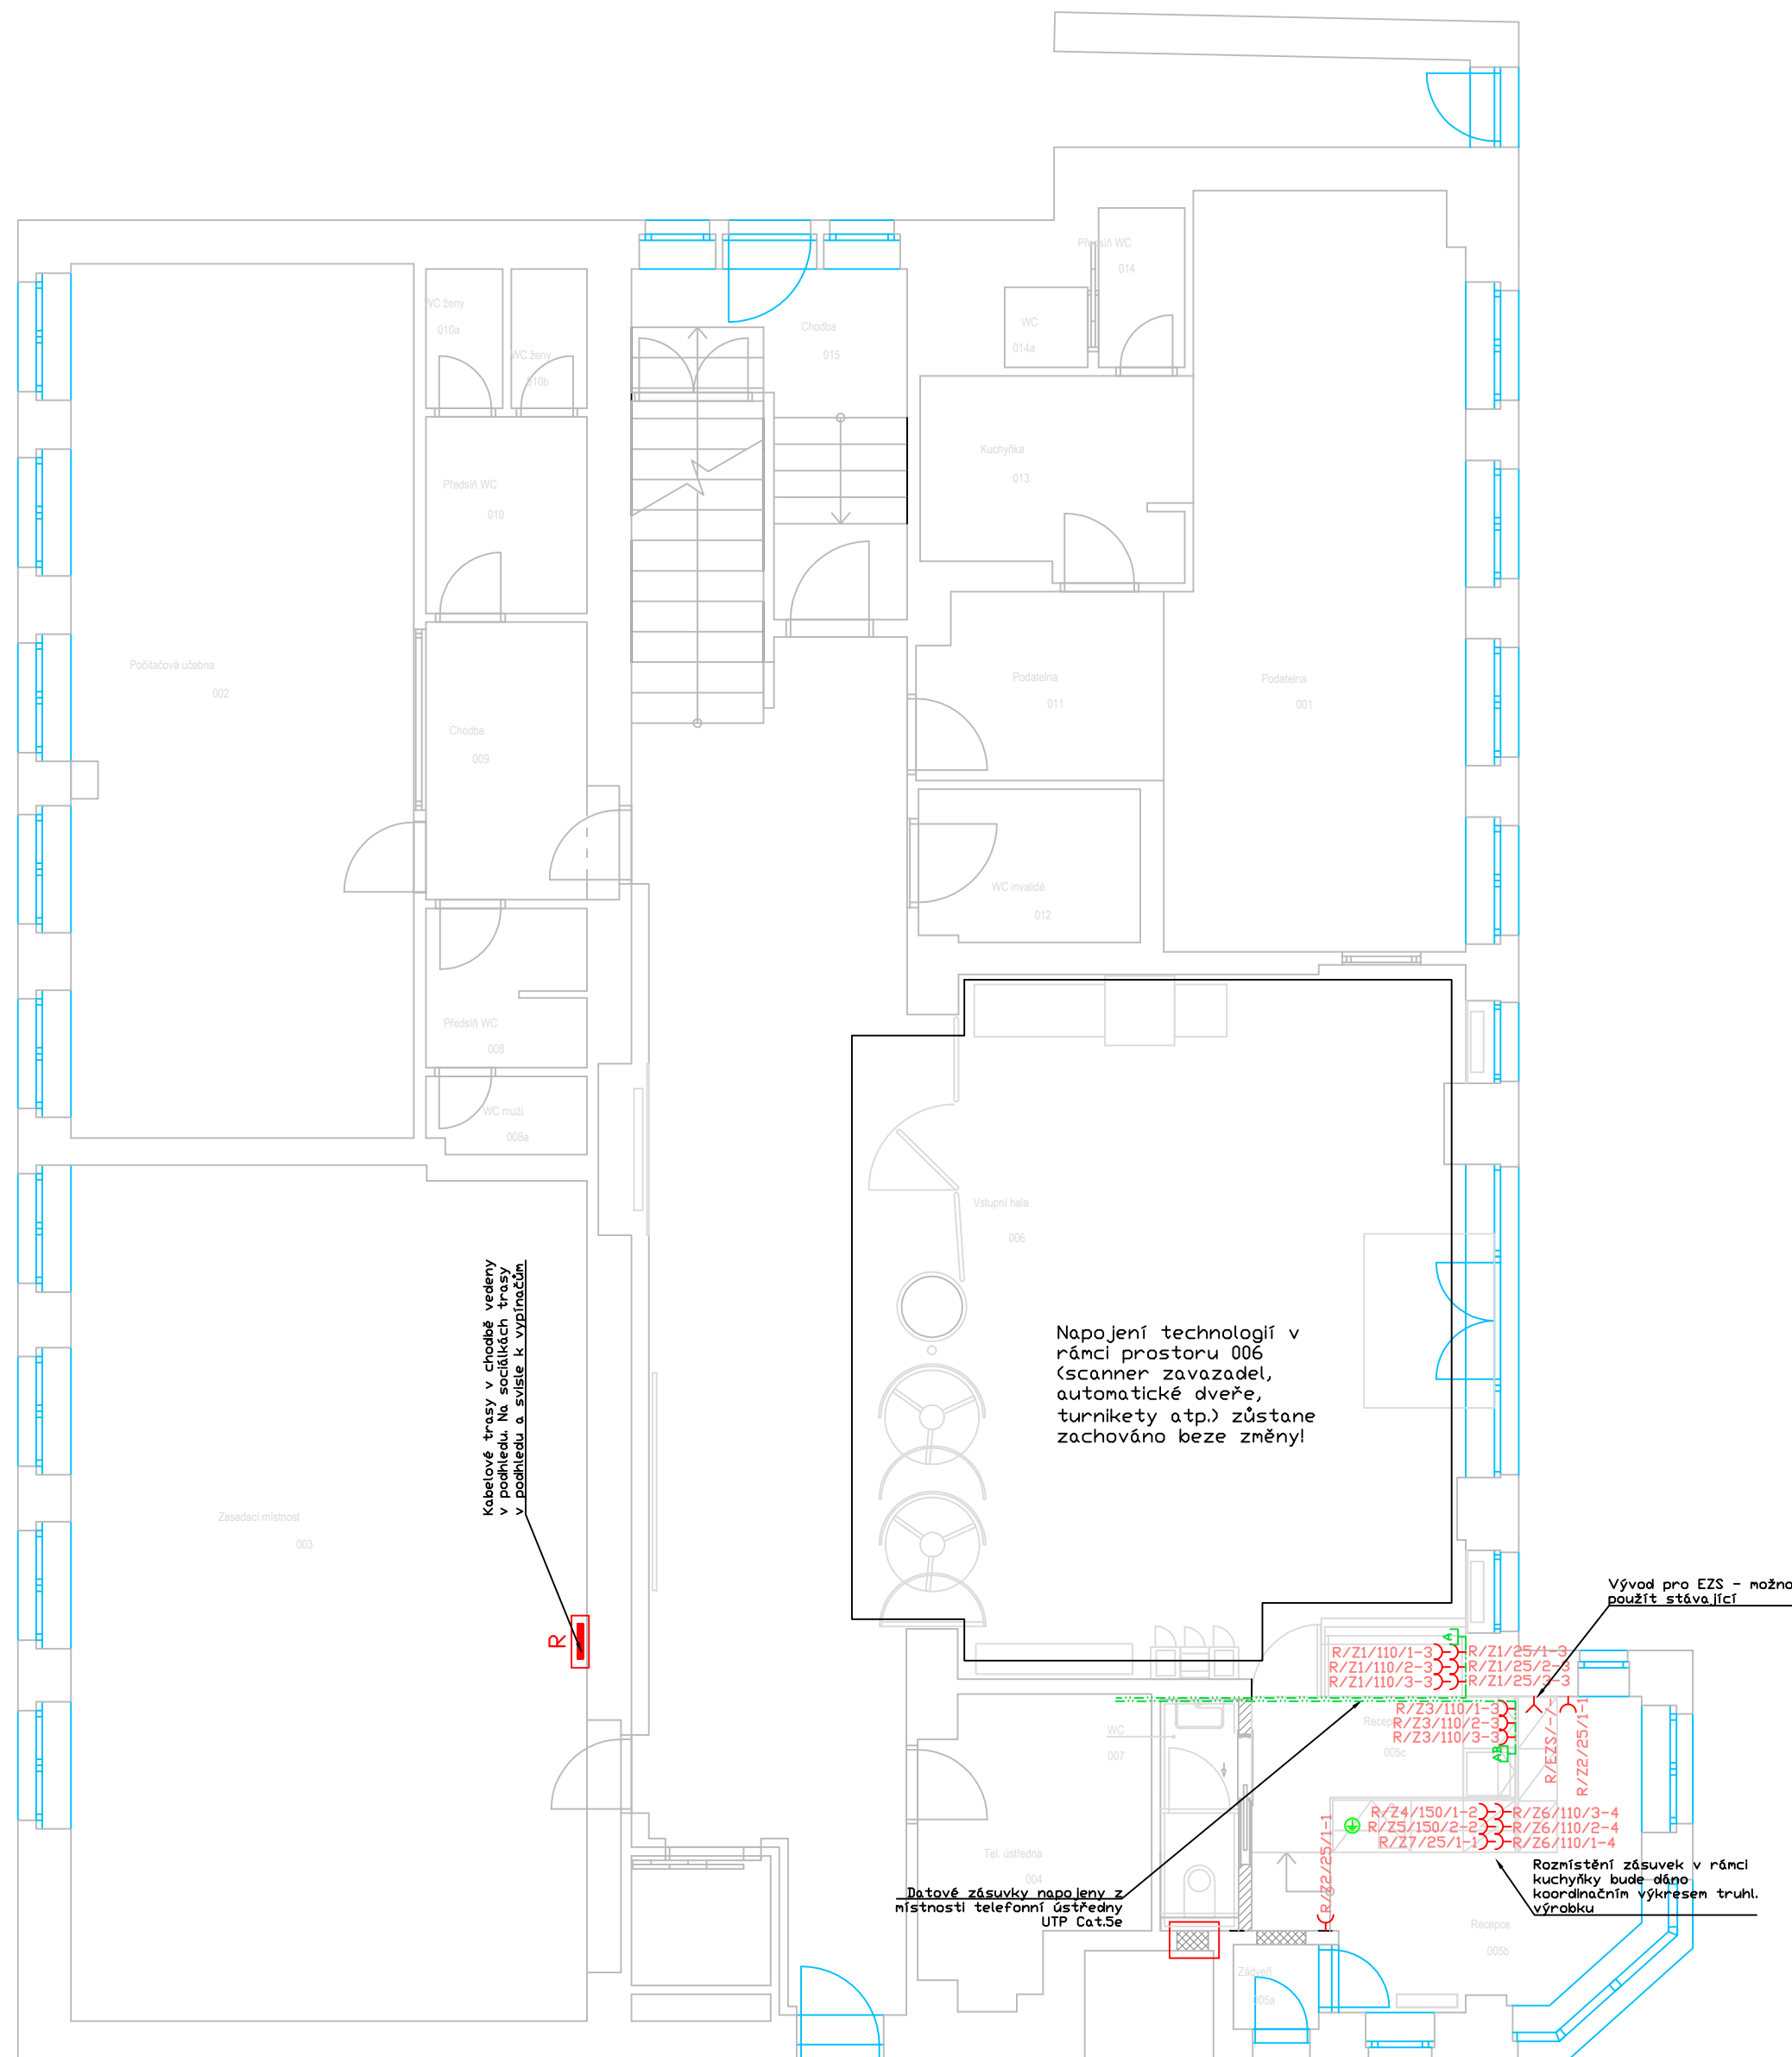 Předsíň WC
014
WC
014a
WC ženy
010a
WC ženy
010b
Chodba
015
Kuchyňka
013
Předsíň WC
010
Počítačová učebna
002
Podatelna
011
Podatelna
001
Chodba
009
WC invalidé
012
Předsíň WC
008
WC muži
008a
Vstupní hala
006
Kabelové trasy v chodbě vedeny
v podhledu. Na sociálkách trasy
v podhledu a svisle k vypínačům
Napojení technologií v
rámci prostoru 006
(scanner zavazadel,
automatické dveře,
turnikety atp.) zůstane
zachováno beze změny!
Zasedací místnost
003
R
Vývod pro EZS - možno
použít stávající
A
R/Z1/110/1-3
R/Z1/25/1-3
R/Z1/110/2-3
R/Z1/25/2-3
R/Z1/110/3-3
R/Z1/25/3-3
R/Z3/110/1-3
R/Z3/110/2-3
R/Z3/110/3-3
AB
R/EZS/-/-
R/Z2/25/1-1
005c
WC
007
R/Z4/150/1-2
R/Z6/110/3-4
R/Z5/150/2-2
R/Z6/110/2-4
R/Z7/25/1-1
R/Z6/110/1-4
R/Z2/25/1-1
Tel. ústředna
004
Datové zásuvky napojeny z
místnosti telefonní ústředny
UTP Cat.5e
Rozmístění zásuvek v rámci
kuchyňky bude dáno
koordinačním výkresem truhl.
výrobku
Recepce
005b
Zádveří
005a